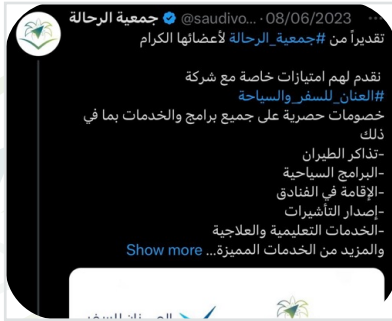 جمعية الرحالة @saudivo... · 08/06/2023
تقديراً من #جمعية_الرحالة لأعضائها الكرام
نقدم لهم امتيازات خاصة مع شركة
#العنان_للسفر_والسياحة
خصومات حصرية على جميع برامج والخدمات بما في
ذلك
-تذاكر الطيران
-البرامج السياحية
-الإقامة في الفنادق
-إصدار التأشيرات
-الخدمات التعليمية والعلاجية
والمزيد من الخدمات المميزة... Show more